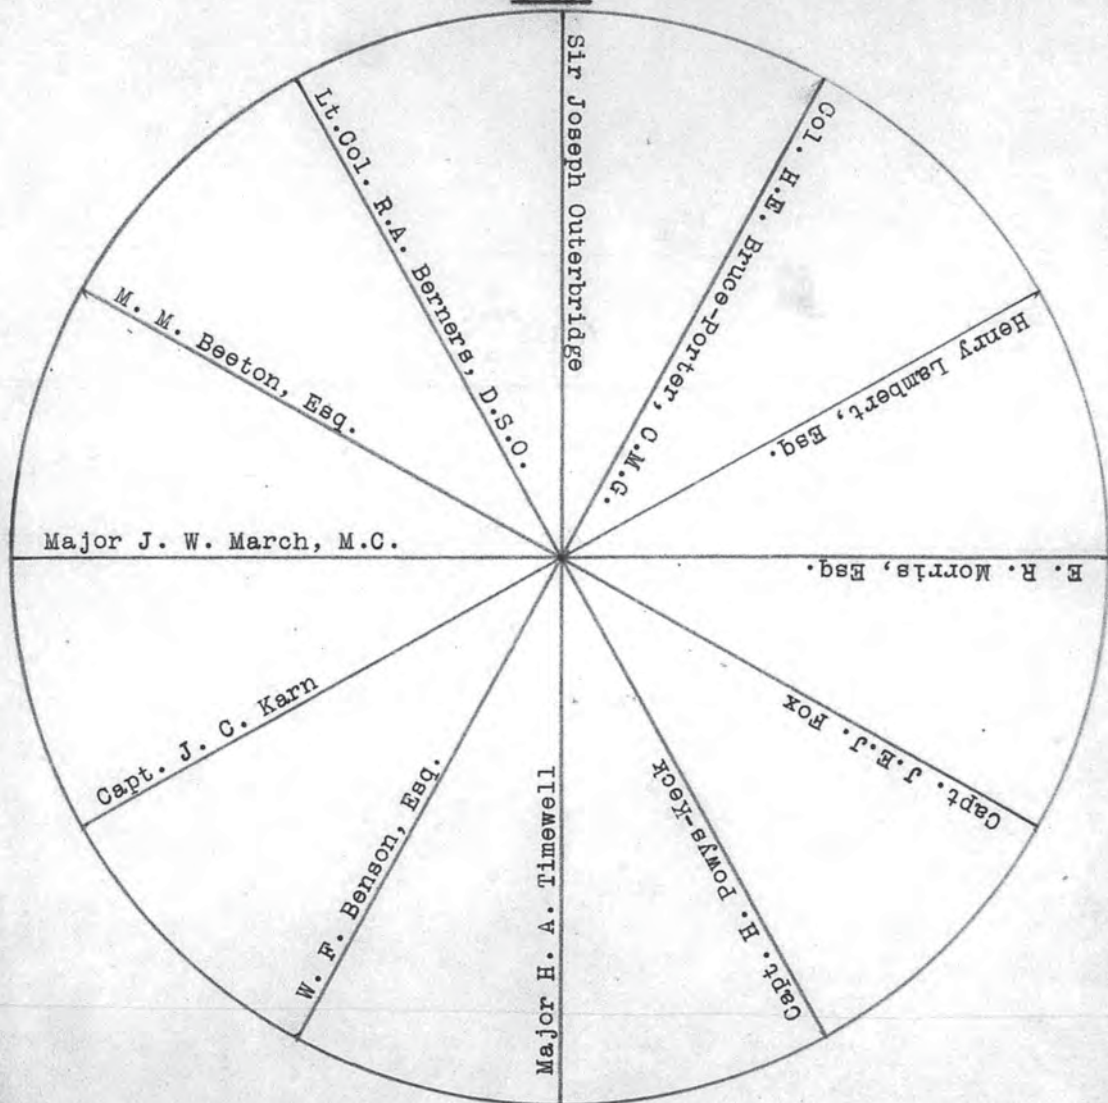 Sir Joseph Outerbridge
Col. H.E. Bruce-Porter, C.M.G.
Henry Lambert, Esq.
E. R. Morris, Esq.
Capt. J.E.J. Fox
Capt. H. Powys-Keck
Major H. A. Timewell
W. F. Benson, Esq.
Capt. J. C. Karn
Major J. W. March, M.C.
M. M. Beeton, Esq.
Lt.Col. R.A. Berners, D.S.O.